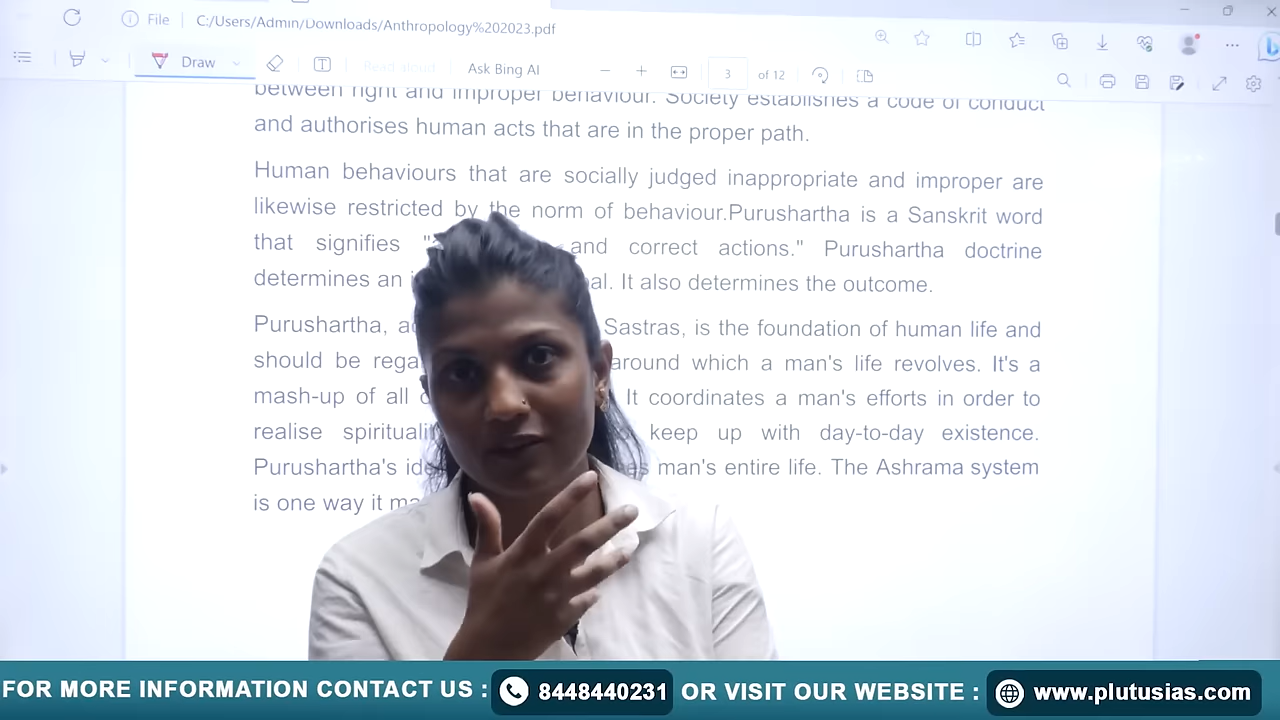 File C:/Users/Admin/Downloads/Anthropology%202023.pdf
Draw Read aloud Ask Bing AI 3 of 12
between right and improper behaviour. Society establishes a code of conduct
and authorises human acts that are in the proper path.
Human behaviours that are socially judged inappropriate and improper are
likewise restricted by the norm of behaviour.Purushartha is a Sanskrit word
that signifies " and correct actions." Purushartha doctrine
determines an It also determines the outcome.
Purushartha, Sastras, is the foundation of human life and
should be around which a man's life revolves. It's a
mash-up of all It coordinates a man's efforts in order to
realise keep up with day-to-day existence.
Purushartha's man's entire life. The Ashrama system
is one way it
FOR MORE INFORMATION CONTACT US : 8448440231 OR VISIT OUR WEBSITE : www.plutusias.com